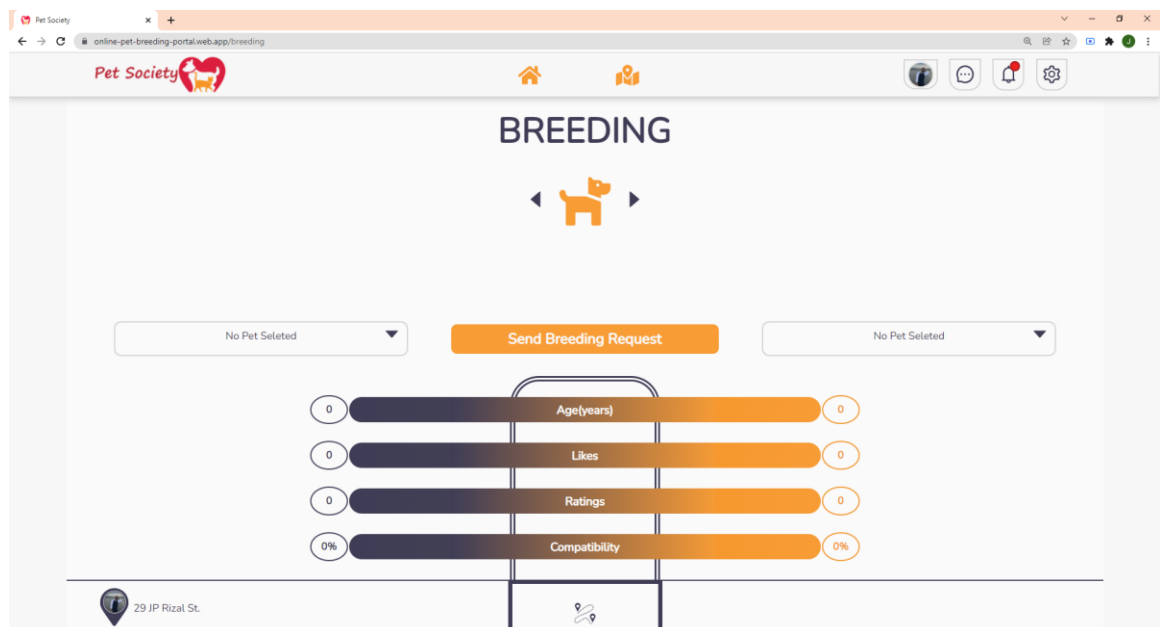 Pet Society
online-pet-breeding-portal.web.app/breeding
J
Pet Society
BREEDING
No Pet Seleted
Send Breeding Request
No Pet Seleted
0 Age(years) 0
0 Likes 0
0 Ratings 0
0% Compatibility 0%
29 JP Rizal St.